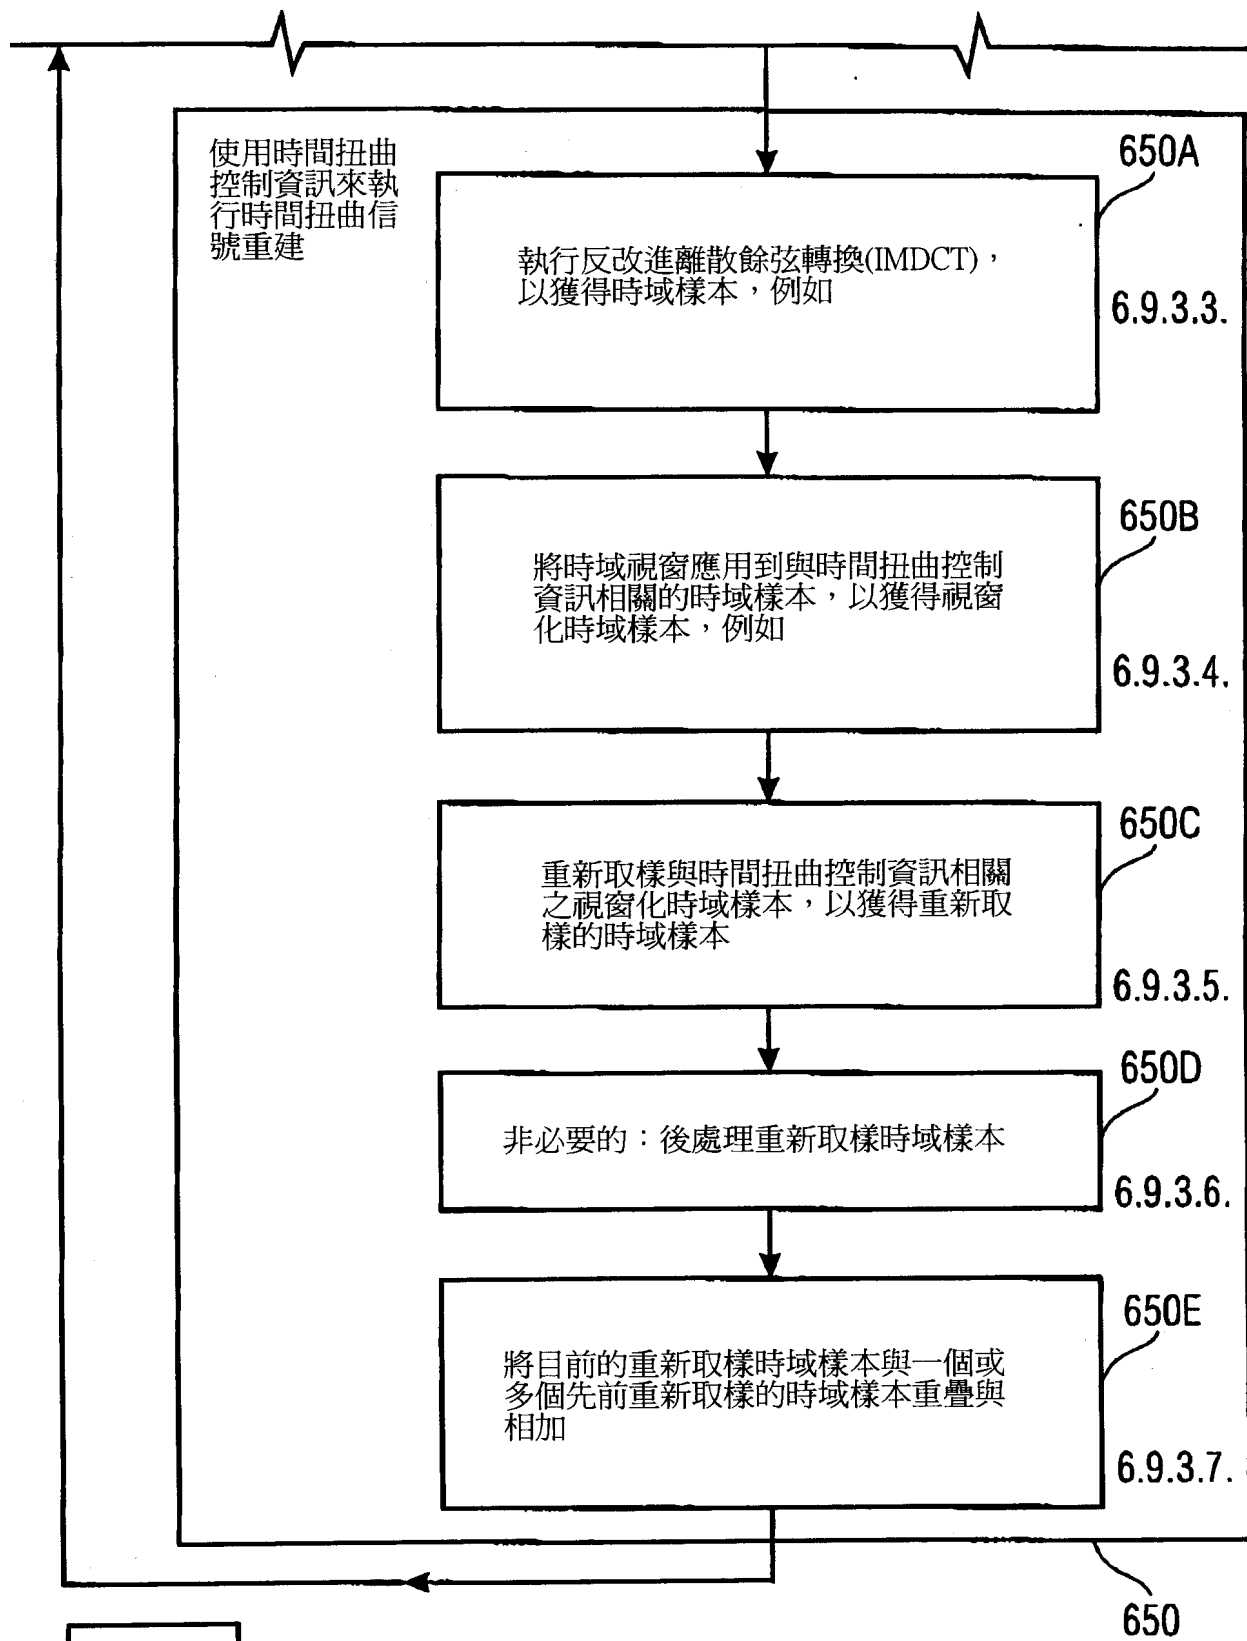 使用時間扭曲
控制資訊來執
行時間扭曲信
號重建
650A
執行反改進離散餘弦轉換(IMDCT)，
以獲得時域樣本，例如
6.9.3.3.
650B
將時域視窗應用到與時間扭曲控制
資訊相關的時域樣本，以獲得視窗
化時域樣本，例如
6.9.3.4.
650C
重新取樣與時間扭曲控制資訊相關
之視窗化時域樣本，以獲得重新取
樣的時域樣本
6.9.3.5.
650D
非必要的：後處理重新取樣時域樣本
6.9.3.6.
650E
將目前的重新取樣時域樣本與一個或
多個先前重新取樣的時域樣本重疊與
相加
6.9.3.7.
650